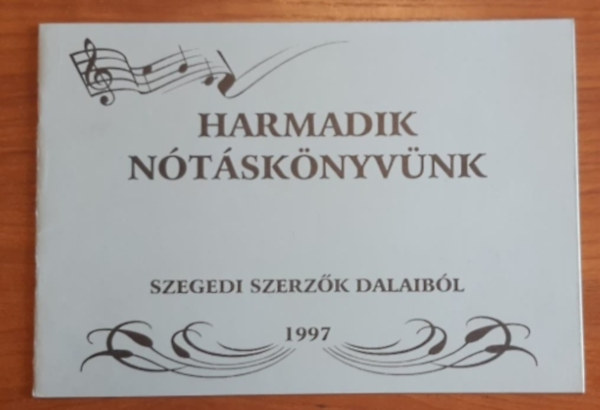 HARMADIK
NÓTÁSKÖNYVÜNK
SZEGEDI SZERZŐK DALAIBÓL
1997